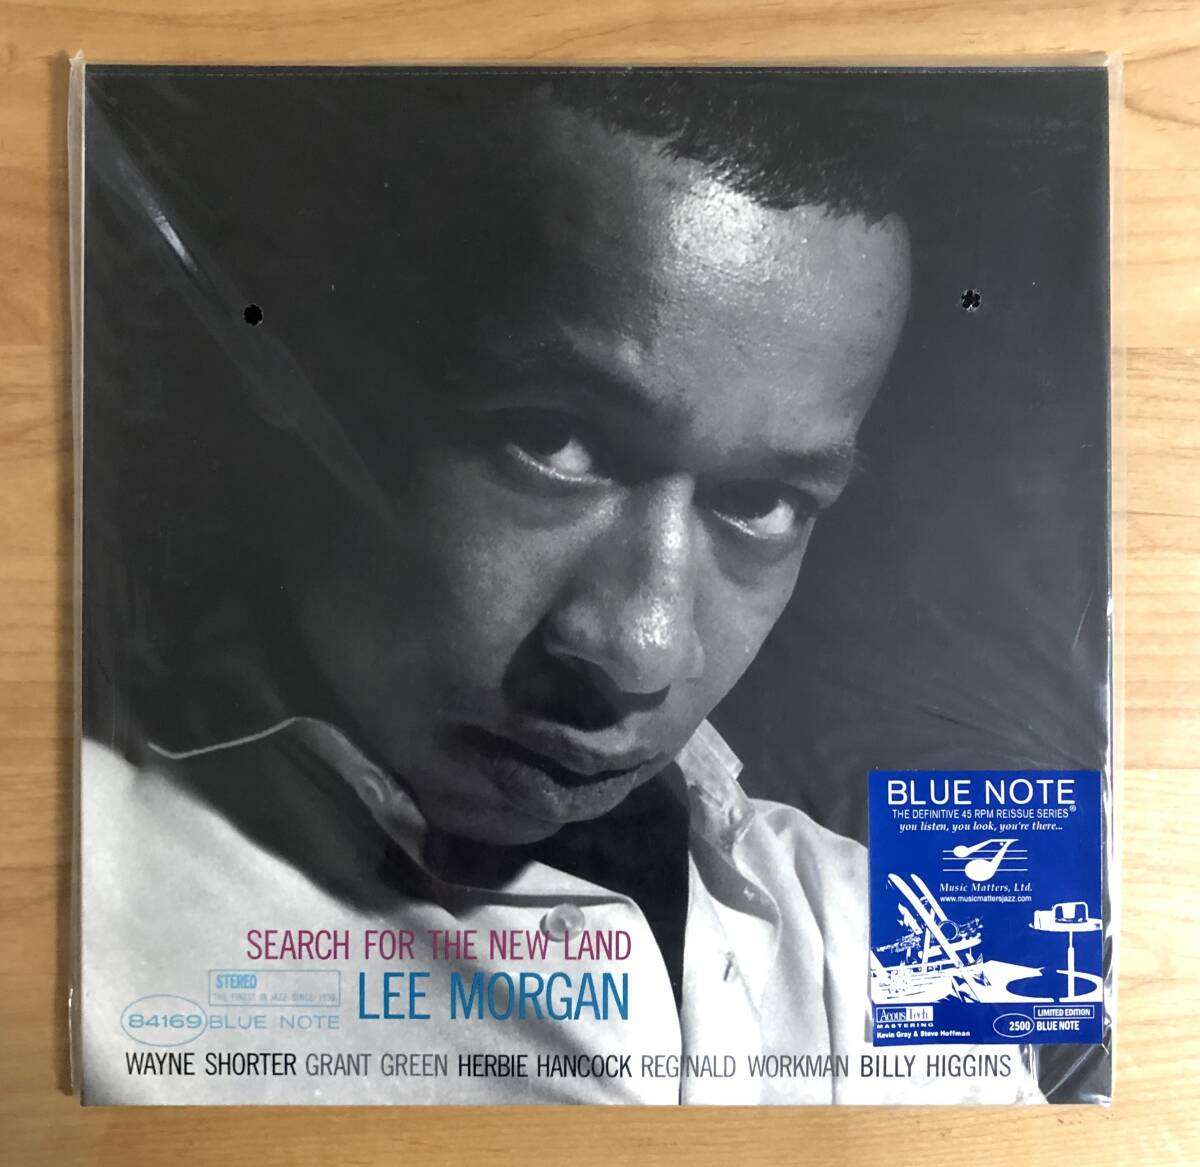 SEARCH FOR THE NEW LAND
STEREO
THE FINEST IN JAZZ SINCE 1939
LEE MORGAN
84169 BLUE NOTE
WAYNE SHORTER GRANT GREEN HERBIE HANCOCK REGINALD WORKMAN BILLY HIGGINS
BLUE NOTE
THE DEFINITIVE 45 RPM REISSUE SERIES®
you listen, you look, you're there...
Music Matters, Ltd.
www.musicmattersjazz.com
AcousTech
MASTERING
Kevin Gray & Steve Hoffman
LIMITED EDITION
2500 BLUE NOTE